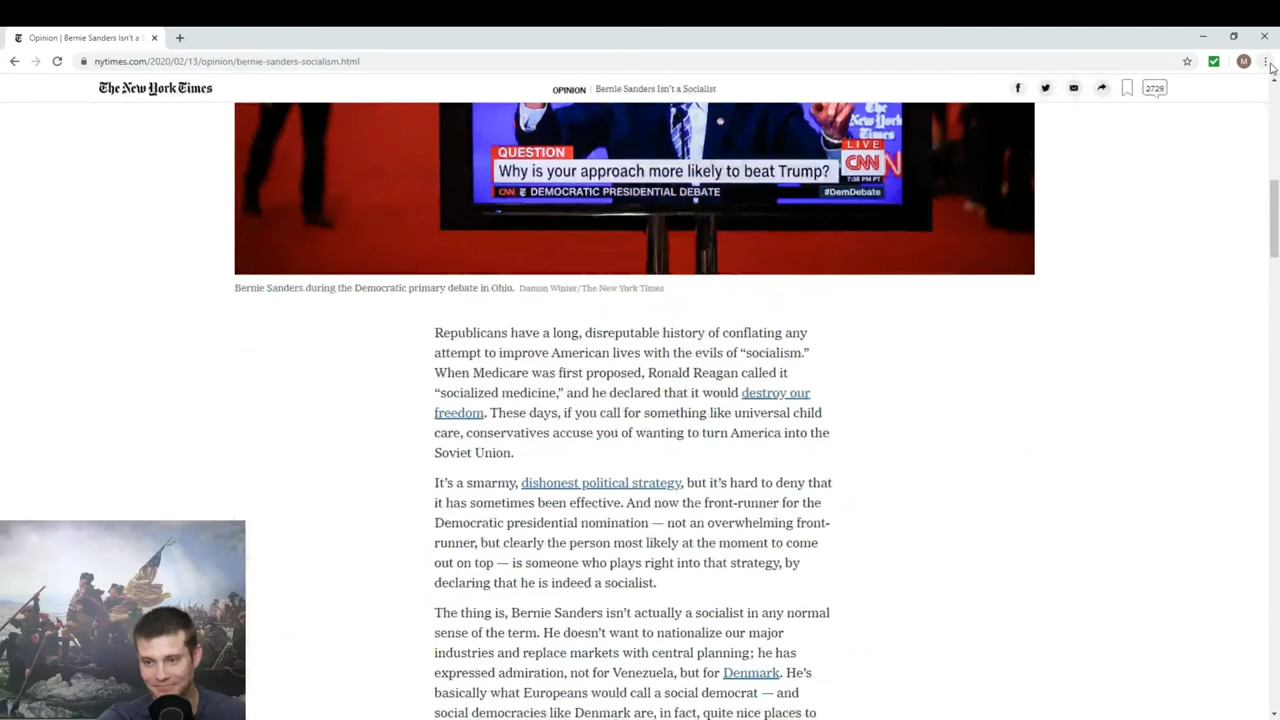 Opinion | Bernie Sanders Isn't a S
nytimes.com/2020/02/13/opinion/bernie-sanders-socialism.html
M
The New York Times
OPINION | Bernie Sanders Isn't a Socialist
2729
New York
Times
QUESTION
Why is your approach more likely to beat Trump?
LIVE
CNN
7:38 PM PT
CNN DEMOCRATIC PRESIDENTIAL DEBATE
#DemDebate
Bernie Sanders during the Democratic primary debate in Ohio. Damon Winter/The New York Times
Republicans have a long, disreputable history of conflating any
attempt to improve American lives with the evils of “socialism.”
When Medicare was first proposed, Ronald Reagan called it
“socialized medicine,” and he declared that it would destroy our
freedom. These days, if you call for something like universal child
care, conservatives accuse you of wanting to turn America into the
Soviet Union.
It's a smarmy, dishonest political strategy, but it's hard to deny that
it has sometimes been effective. And now the front-runner for the
Democratic presidential nomination — not an overwhelming front-
runner, but clearly the person most likely at the moment to come
out on top — is someone who plays right into that strategy, by
declaring that he is indeed a socialist.
The thing is, Bernie Sanders isn't actually a socialist in any normal
sense of the term. He doesn't want to nationalize our major
industries and replace markets with central planning; he has
expressed admiration, not for Venezuela, but for Denmark. He's
basically what Europeans would call a social democrat — and
social democracies like Denmark are, in fact, quite nice places to